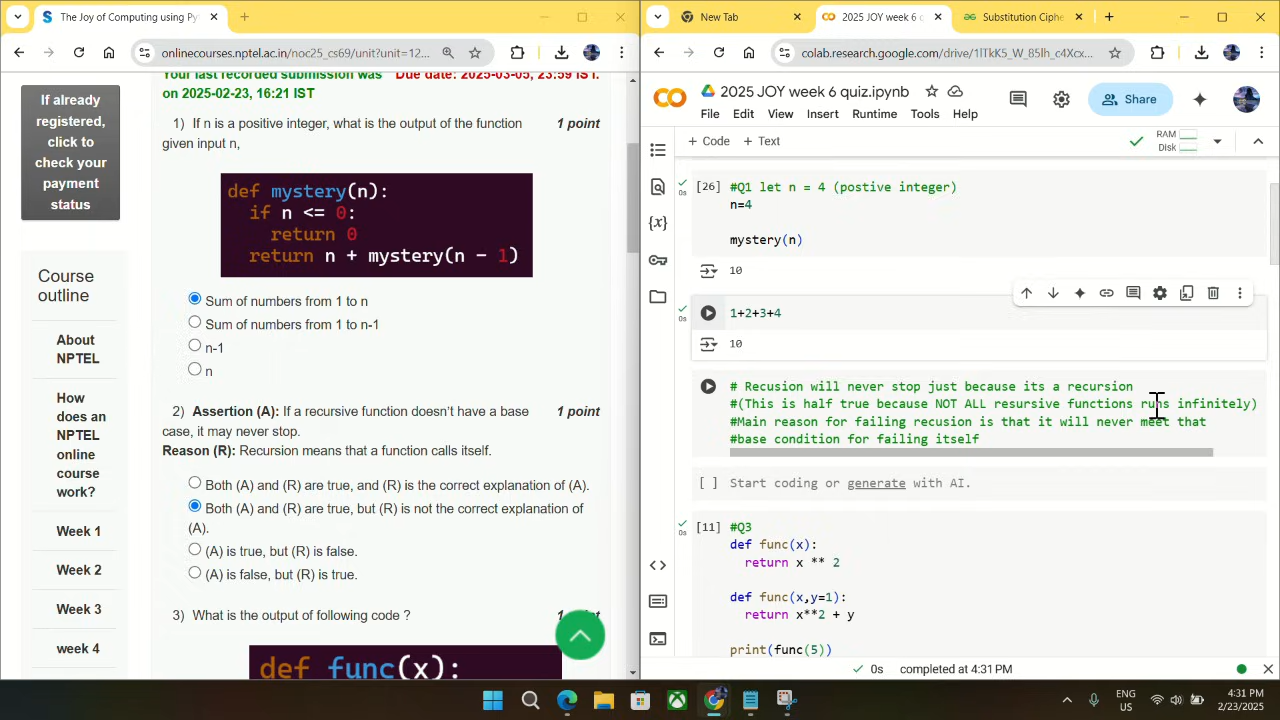 The Joy of Computing using Py
onlinecourses.nptel.ac.in/noc25_cs69/unit?unit=12...
If already
registered,
click to
check your
payment
status
Course
outline
About
NPTEL
How
does an
NPTEL
online
course
work?
Week 1
Week 2
Week 3
week 4
Your last recorded submission was Due date: 2025-03-05, 23:59 IST.
on 2025-02-23, 16:21 IST
1) If n is a positive integer, what is the output of the function 1 point
given input n,
def mystery(n):
if n <= 0:
return 0
return n + mystery(n - 1)
Sum of numbers from 1 to n
Sum of numbers from 1 to n-1
n-1
n
2) Assertion (A): If a recursive function doesn't have a base 1 point
case, it may never stop.
Reason (R): Recursion means that a function calls itself.
Both (A) and (R) are true, and (R) is the correct explanation of (A).
Both (A) and (R) are true, but (R) is not the correct explanation of
(A).
(A) is true, but (R) is false.
(A) is false, but (R) is true.
3) What is the output of following code ?
def func(x):
New Tab
2025 JOY week 6 q
Substitution Ciphe
colab.research.google.com/drive/1lTkK5_W_85lh_c4Xcx...
2025 JOY week 6 quiz.ipynb
Share
File Edit View Insert Runtime Tools Help
+ Code + Text
RAM
Disk
[26] #Q1 let n = 4 (postive integer)
0s n=4
mystery(n)
10
1+2+3+4
0s
10
# Recusion will never stop just because its a recursion
#(This is half true because NOT ALL resursive functions runs infinitely)
#Main reason for failing recusion is that it will never meet that
#base condition for failing itself
[ ] Start coding or generate with AI.
[11] #Q3
0s def func(x):
return x ** 2
def func(x,y=1):
return x**2 + y
print(func(5))
0s completed at 4:31 PM
ENG
US
4:31 PM
2/23/2025